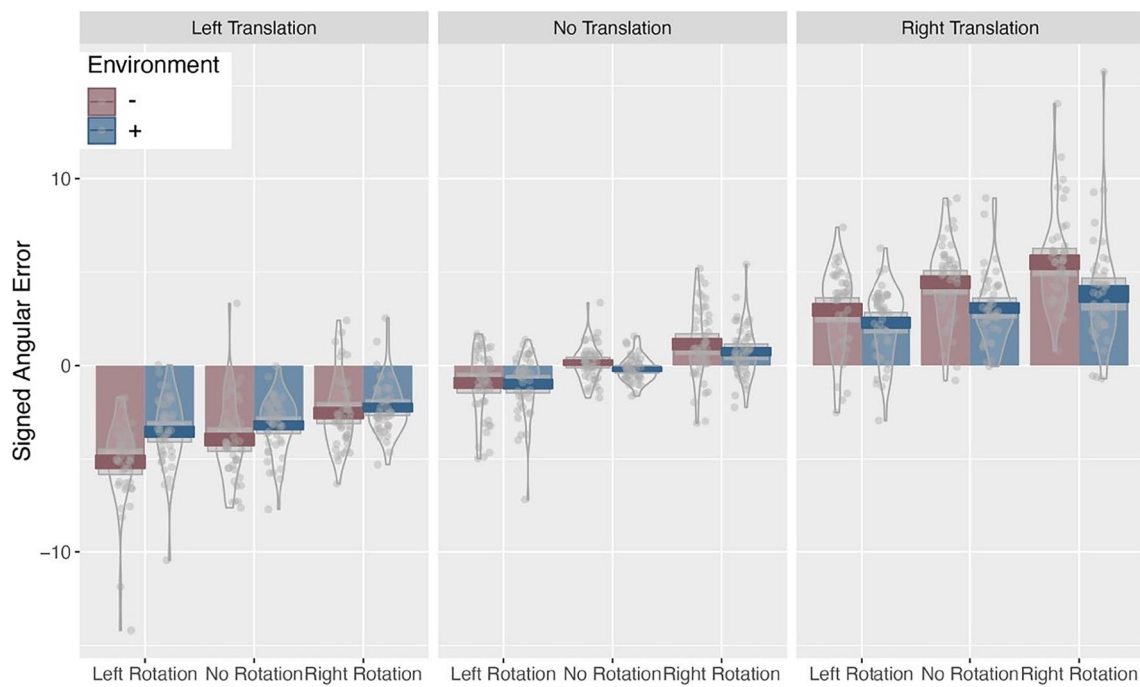 Left Translation
No Translation
Right Translation
Environment
-
+
10
0
−10
Signed Angular Error
Left Rotation No Rotation Right Rotation
Left Rotation No Rotation Right Rotation
Left Rotation No Rotation Right Rotation